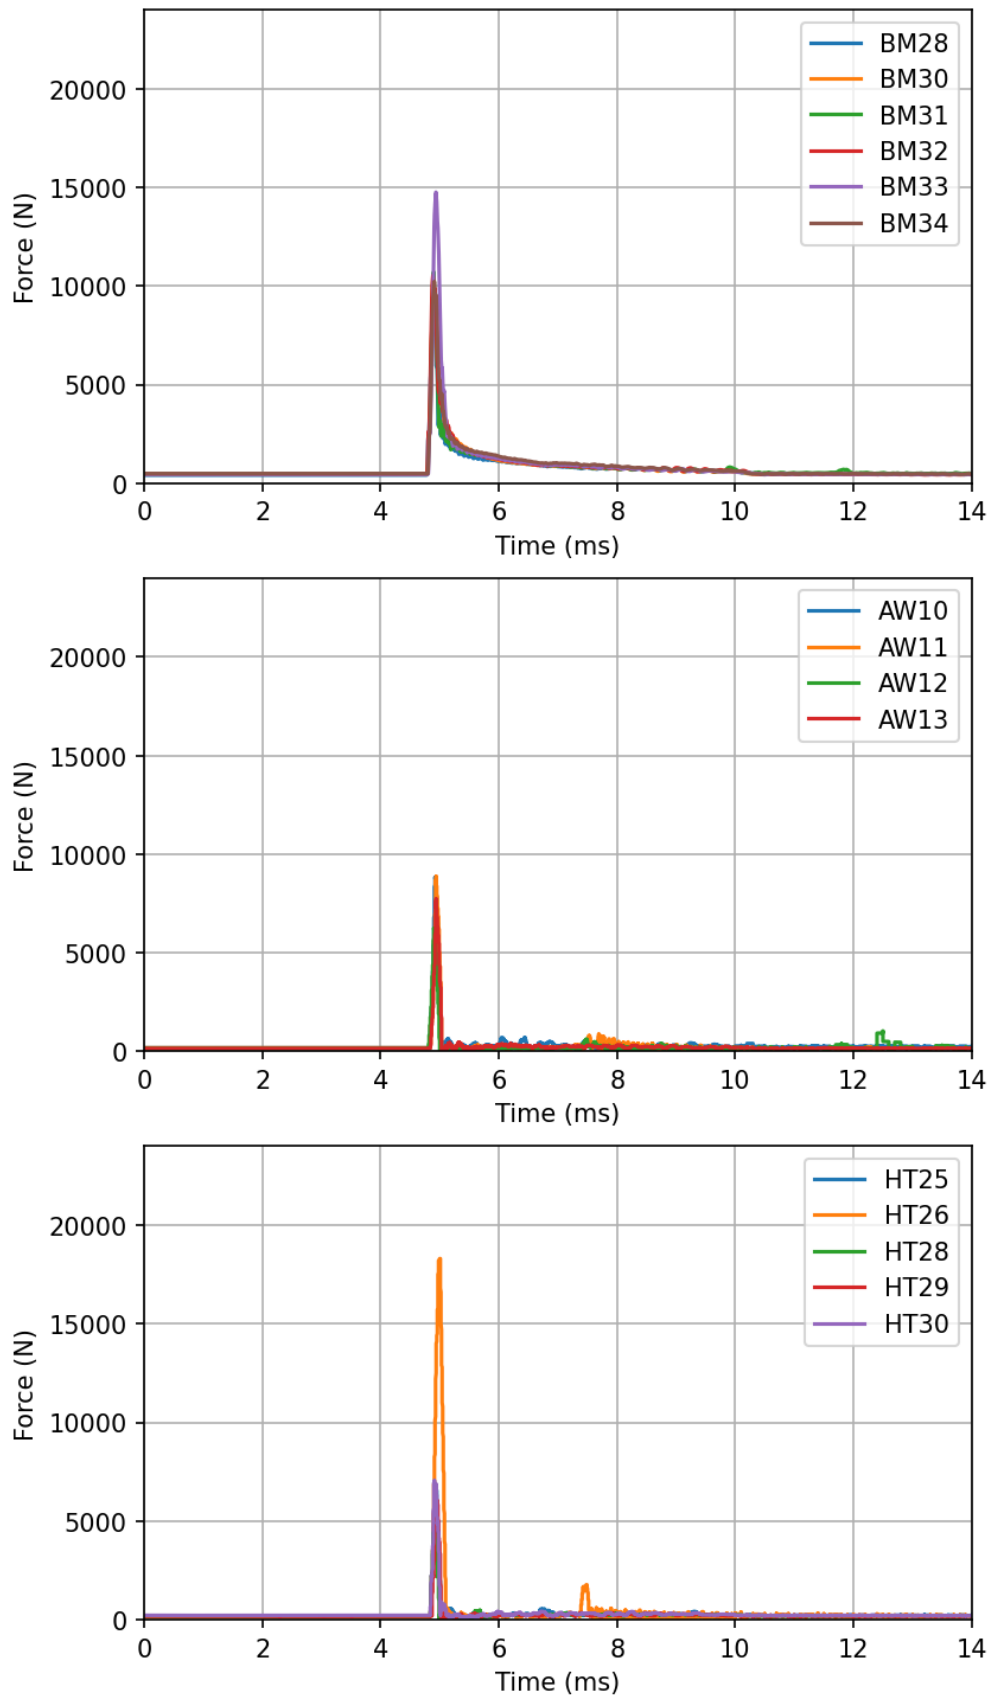 20000
15000
10000
5000
0
Force (N)
BM28
BM30
BM31
BM32
BM33
BM34
0 2 4 6 8 10 12 14
Time (ms)
20000
15000
10000
5000
0
Force (N)
AW10
AW11
AW12
AW13
0 2 4 6 8 10 12 14
Time (ms)
20000
15000
10000
5000
0
Force (N)
HT25
HT26
HT28
HT29
HT30
0 2 4 6 8 10 12 14
Time (ms)